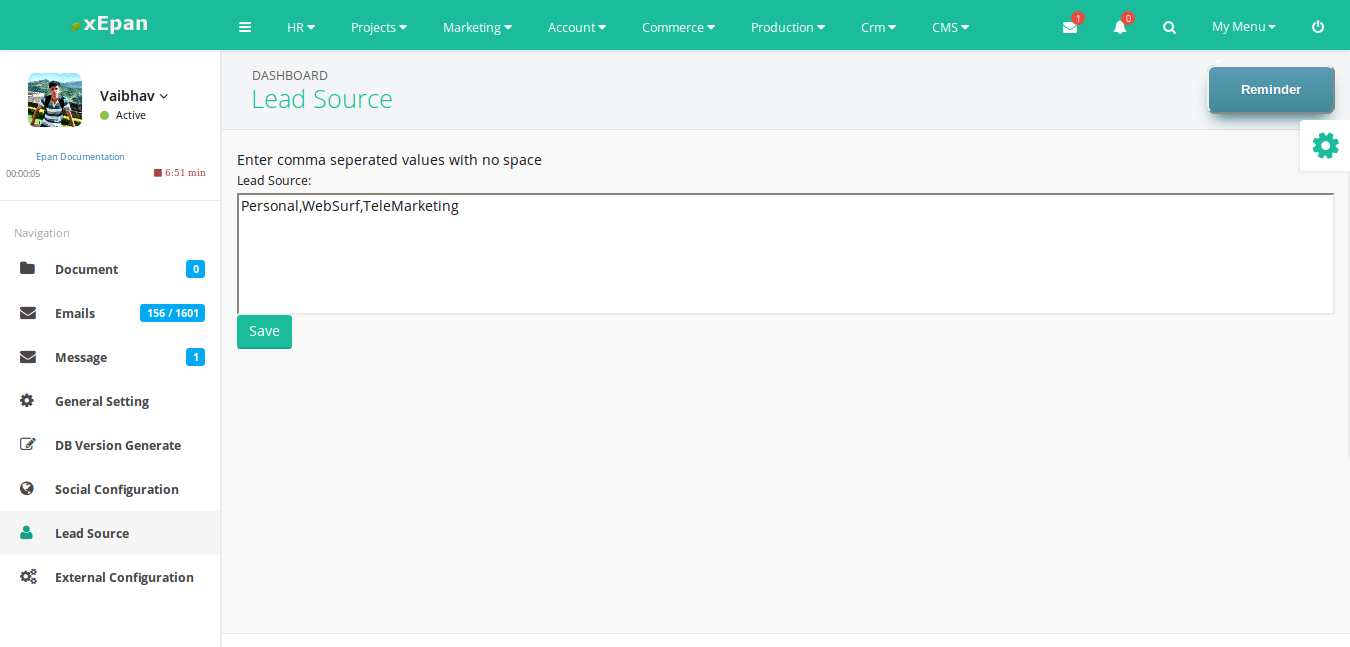 xEpan
HR
Projects
Marketing
Account
Commerce
Production
Crm
CMS
1
0
My Menu
Vaibhav
Active
Epan Documentation
00:00:05
6:51 min
DASHBOARD
Lead Source
Reminder
Enter comma seperated values with no space
Lead Source:
Personal,WebSurf,TeleMarketing
Save
Navigation
Document 0
Emails 156 / 1601
Message 1
General Setting
DB Version Generate
Social Configuration
Lead Source
External Configuration